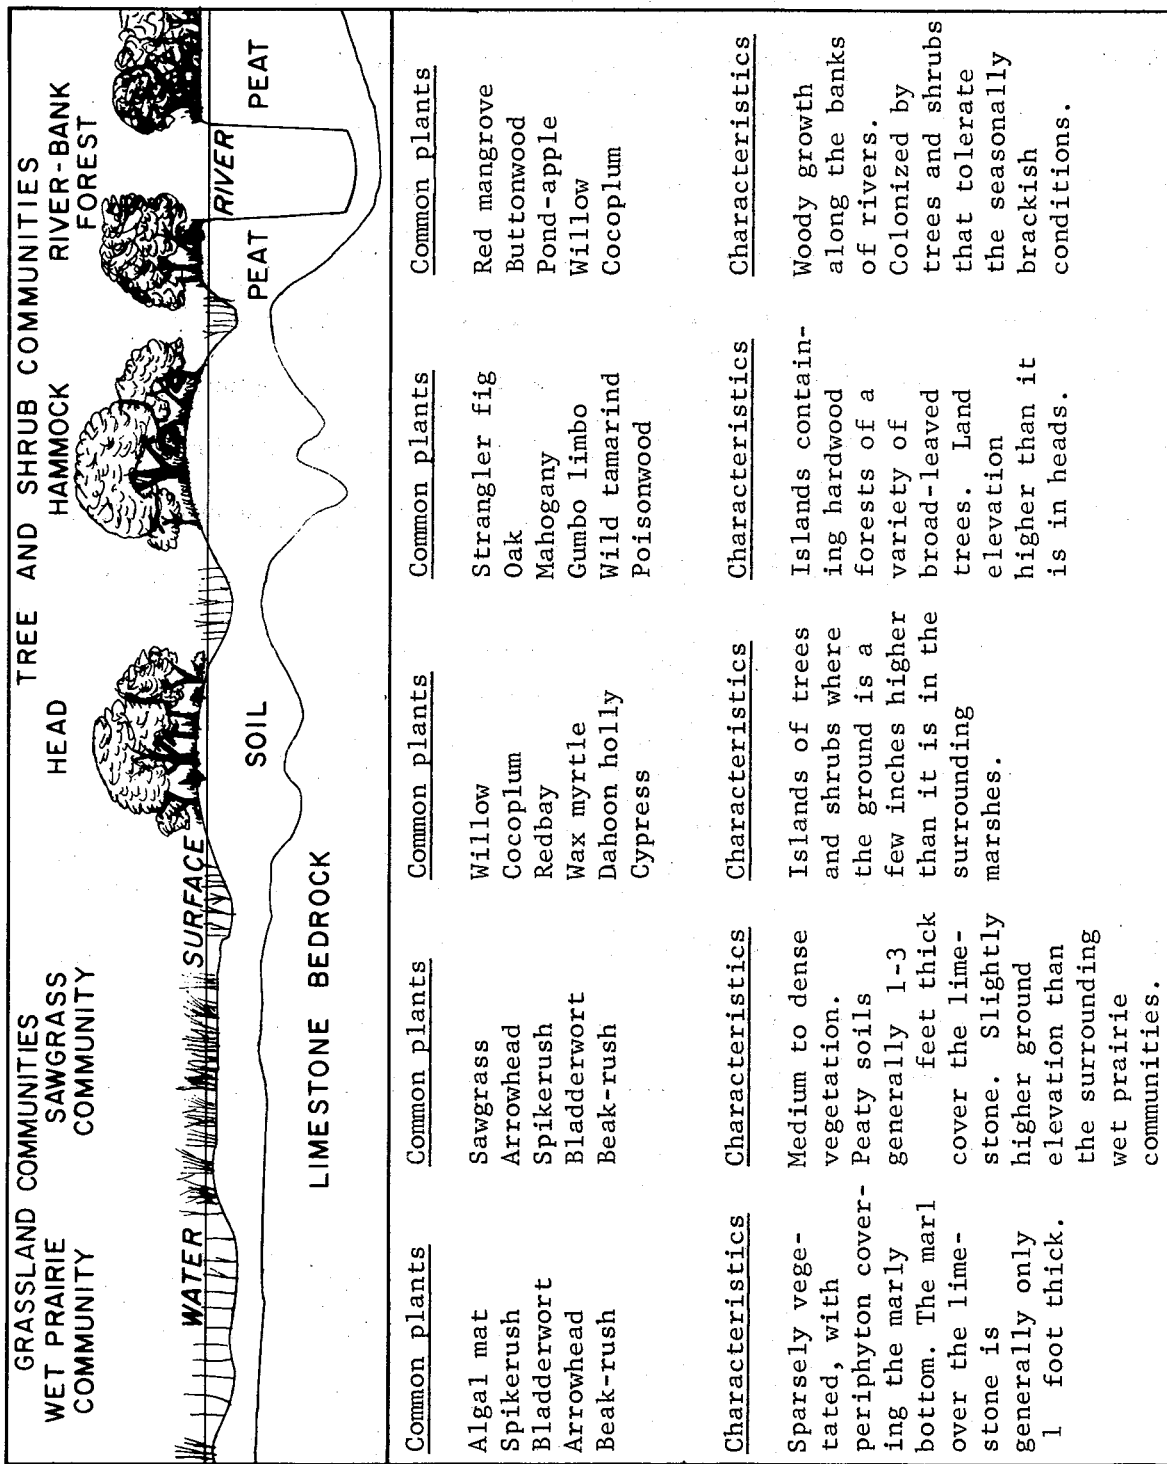 GRASSLAND COMMUNITIES
TREE AND SHRUB COMMUNITIES
WET PRAIRIE
COMMUNITY
SAWGRASS
COMMUNITY
HEAD
HAMMOCK
RIVER-BANK
FOREST
WATER
SURFACE
RIVER
SOIL
PEAT
PEAT
LIMESTONE BEDROCK
Common plants
Algal mat
Spikerush
Bladderwort
Arrowhead
Beak-rush
Characteristics
Sparsely vege-
tated, with
periphyton cover-
ing the marly
bottom. The marl
over the lime-
stone is
generally only
1 foot thick.
Common plants
Sawgrass
Arrowhead
Spikerush
Bladderwort
Beak-rush
Characteristics
Medium to dense
vegetation.
Peaty soils
generally 1-3
feet thick
cover the lime-
stone. Slightly
higher ground
elevation than
the surrounding
wet prairie
communities.
Common plants
Willow
Cocoplum
Redbay
Wax myrtle
Dahoon holly
Cypress
Characteristics
Islands of trees
and shrubs where
the ground is a
few inches higher
than it is in the
surrounding
marshes.
Common plants
Strangler fig
Oak
Mahogany
Gumbo limbo
Wild tamarind
Poisonwood
Characteristics
Islands contain-
ing hardwood
forests of a
variety of
broad-leaved
trees. Land
elevation
higher than it
is in heads.
Common plants
Red mangrove
Buttonwood
Pond-apple
Willow
Cocoplum
Characteristics
Woody growth
along the banks
of rivers.
Colonized by
trees and shrubs
that tolerate
the seasonally
brackish
conditions.